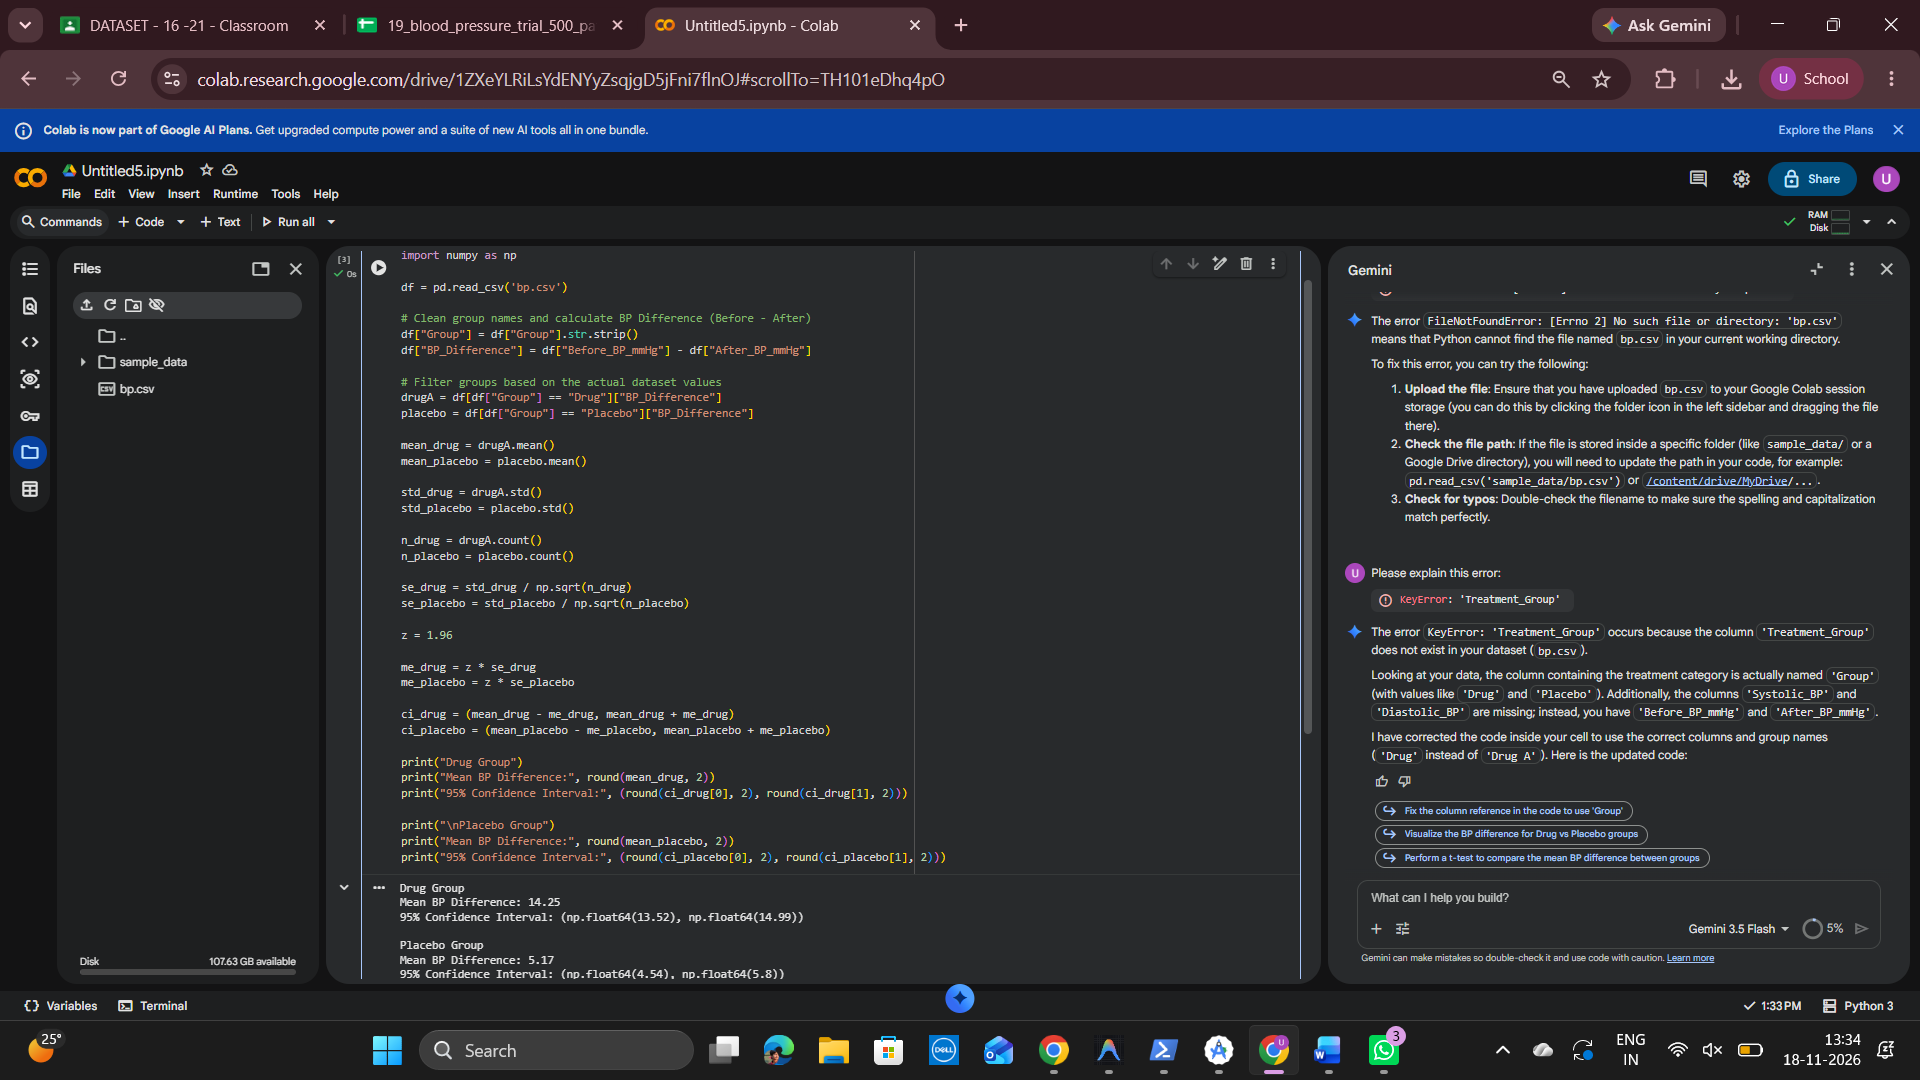 DATASET - 16 -21 - Classroom
19_blood_pressure_trial_500_pa
Untitled5.ipynb - Colab
Ask Gemini
colab.research.google.com/drive/1ZXeYLRiLsYdENYyZsqjgD5jFni7flnOJ#scrollTo=TH101eDhq4pO
U School
Colab is now part of Google AI Plans. Get upgraded compute power and a suite of new AI tools all in one bundle.
Explore the Plans
Untitled5.ipynb
File Edit View Insert Runtime Tools Help
Share
U
Commands + Code + Text Run all
RAM
Disk
Files
..
sample_data
bp.csv
Disk 107.63 GB available
[3]
0s
import numpy as np
df = pd.read_csv('bp.csv')
# Clean group names and calculate BP Difference (Before - After)
df["Group"] = df["Group"].str.strip()
df["BP_Difference"] = df["Before_BP_mmHg"] - df["After_BP_mmHg"]
# Filter groups based on the actual dataset values
drugA = df[df["Group"] == "Drug"]["BP_Difference"]
placebo = df[df["Group"] == "Placebo"]["BP_Difference"]
mean_drug = drugA.mean()
mean_placebo = placebo.mean()
std_drug = drugA.std()
std_placebo = placebo.std()
n_drug = drugA.count()
n_placebo = placebo.count()
se_drug = std_drug / np.sqrt(n_drug)
se_placebo = std_placebo / np.sqrt(n_placebo)
z = 1.96
me_drug = z * se_drug
me_placebo = z * se_placebo
ci_drug = (mean_drug - me_drug, mean_drug + me_drug)
ci_placebo = (mean_placebo - me_placebo, mean_placebo + me_placebo)
print("Drug Group")
print("Mean BP Difference:", round(mean_drug, 2))
print("95% Confidence Interval:", (round(ci_drug[0], 2), round(ci_drug[1], 2)))
print("\nPlacebo Group")
print("Mean BP Difference:", round(mean_placebo, 2))
print("95% Confidence Interval:", (round(ci_placebo[0], 2), round(ci_placebo[1], 2)))
Drug Group
Mean BP Difference: 14.25
95% Confidence Interval: (np.float64(13.52), np.float64(14.99))
Placebo Group
Mean BP Difference: 5.17
95% Confidence Interval: (np.float64(4.54), np.float64(5.8))
Gemini
The error FileNotFoundError: [Errno 2] No such file or directory: 'bp.csv'
means that Python cannot find the file named bp.csv in your current working directory.
To fix this error, you can try the following:
1. Upload the file: Ensure that you have uploaded bp.csv to your Google Colab session
storage (you can do this by clicking the folder icon in the left sidebar and dragging the file
there).
2. Check the file path: If the file is stored inside a specific folder (like sample_data/ or a
Google Drive directory), you will need to update the path in your code, for example:
pd.read_csv('sample_data/bp.csv') or /content/drive/MyDrive/... .
3. Check for typos: Double-check the filename to make sure the spelling and capitalization
match perfectly.
U Please explain this error:
KeyError: 'Treatment_Group'
The error KeyError: 'Treatment_Group' occurs because the column 'Treatment_Group'
does not exist in your dataset ( bp.csv ).
Looking at your data, the column containing the treatment category is actually named 'Group'
(with values like 'Drug' and 'Placebo' ). Additionally, the columns 'Systolic_BP' and
'Diastolic_BP' are missing; instead, you have 'Before_BP_mmHg' and 'After_BP_mmHg' .
I have corrected the code inside your cell to use the correct columns and group names
( 'Drug' instead of 'Drug A' ). Here is the updated code:
Fix the column reference in the code to use 'Group'
Visualize the BP difference for Drug vs Placebo groups
Perform a t-test to compare the mean BP difference between groups
What can I help you build?
Gemini 3.5 Flash 5%
Gemini can make mistakes so double-check it and use code with caution. Learn more
Variables Terminal
1:33 PM Python 3
25°
Search
DELL
3
ENG
IN
13:34
18-11-2026